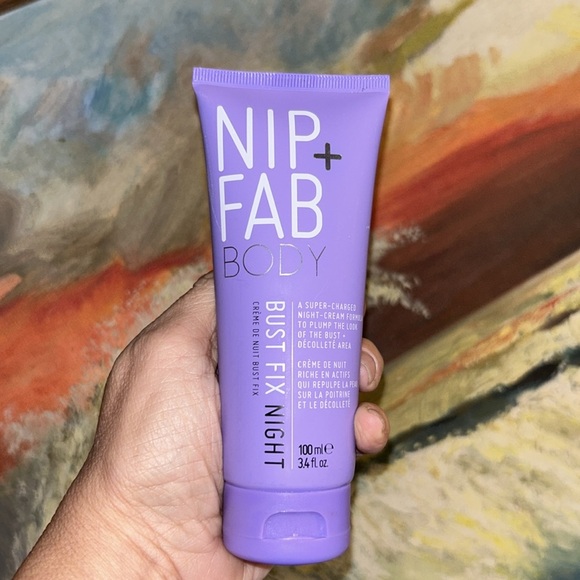 NIP+
FAB
BODY
BUST FIX NIGHT
CRÈME DE NUIT BUST FIX
A SUPER-CHARGED
NIGHT-CREAM FORMULA
TO PLUMP THE LOOK
OF THE BUST +
DÉCOLLETÉ AREA
CRÈME DE NUIT
RICHE EN ACTIFS
QUI REPULPE LA PEAU
SUR LA POITRINE
ET LE DÉCOLLETÉ
100 ml ℮
3.4 fl. oz.